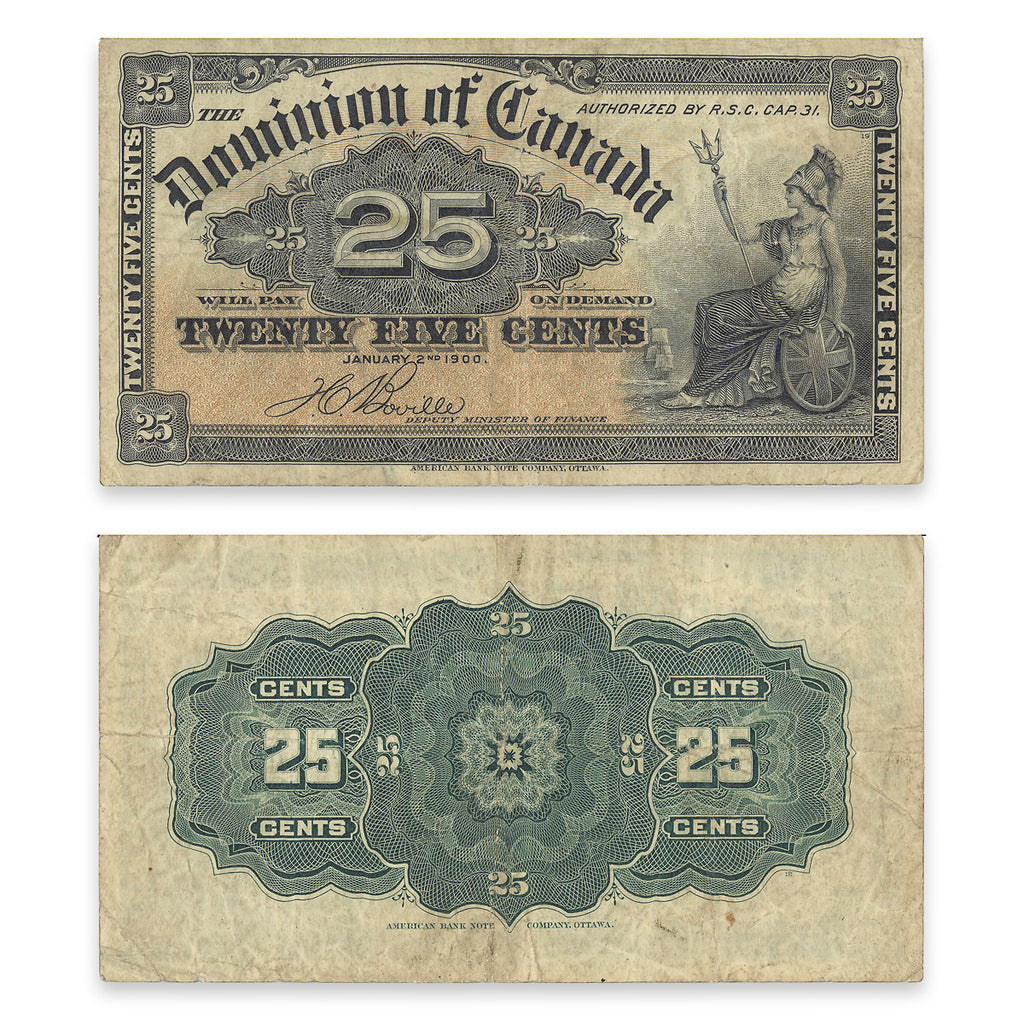 25
25
THE
Dominion of Canada
AUTHORIZED BY R.S.C. CAP. 31.
19
TWENTY FIVE CENTS
TWENTY FIVE CENTS
25
25
25
WILL PAY
ON DEMAND
TWENTY FIVE CENTS
JANUARY 2ND 1900.
H C Boville
DEPUTY MINISTER OF FINANCE
25
AMERICAN BANK NOTE COMPANY, OTTAWA.
25
CENTS
CENTS
25
25
25
25
CENTS
CENTS
25
AMERICAN BANK NOTE COMPANY, OTTAWA.